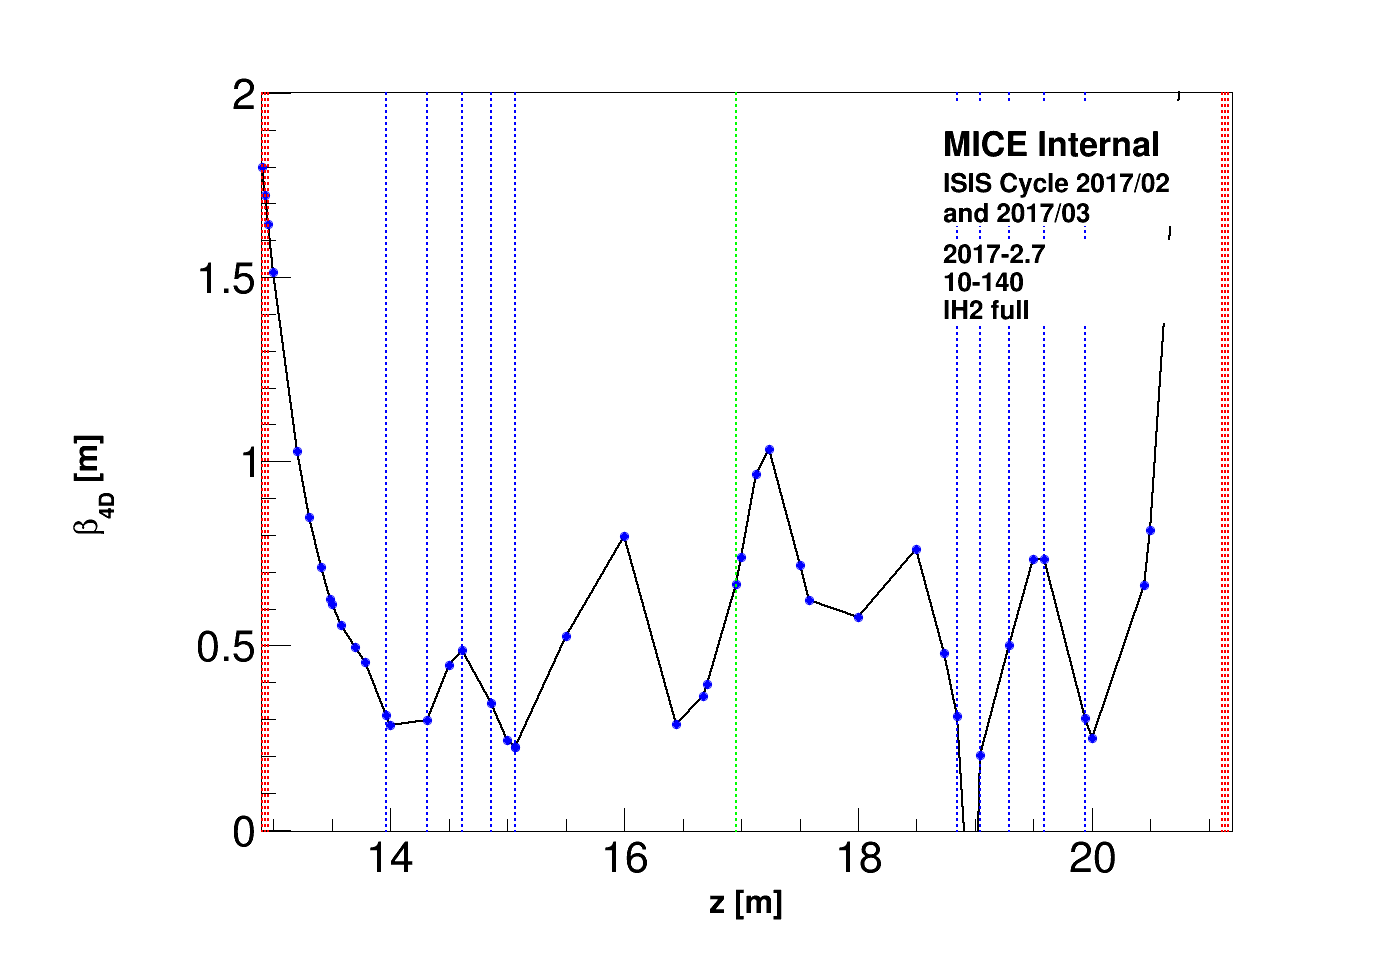 2
1.5
1
0.5
0
β4D [m]
MICE Internal
ISIS Cycle 2017/02
and 2017/03
2017-2.7
10-140
lH2 full
14 16 18 20
z [m]